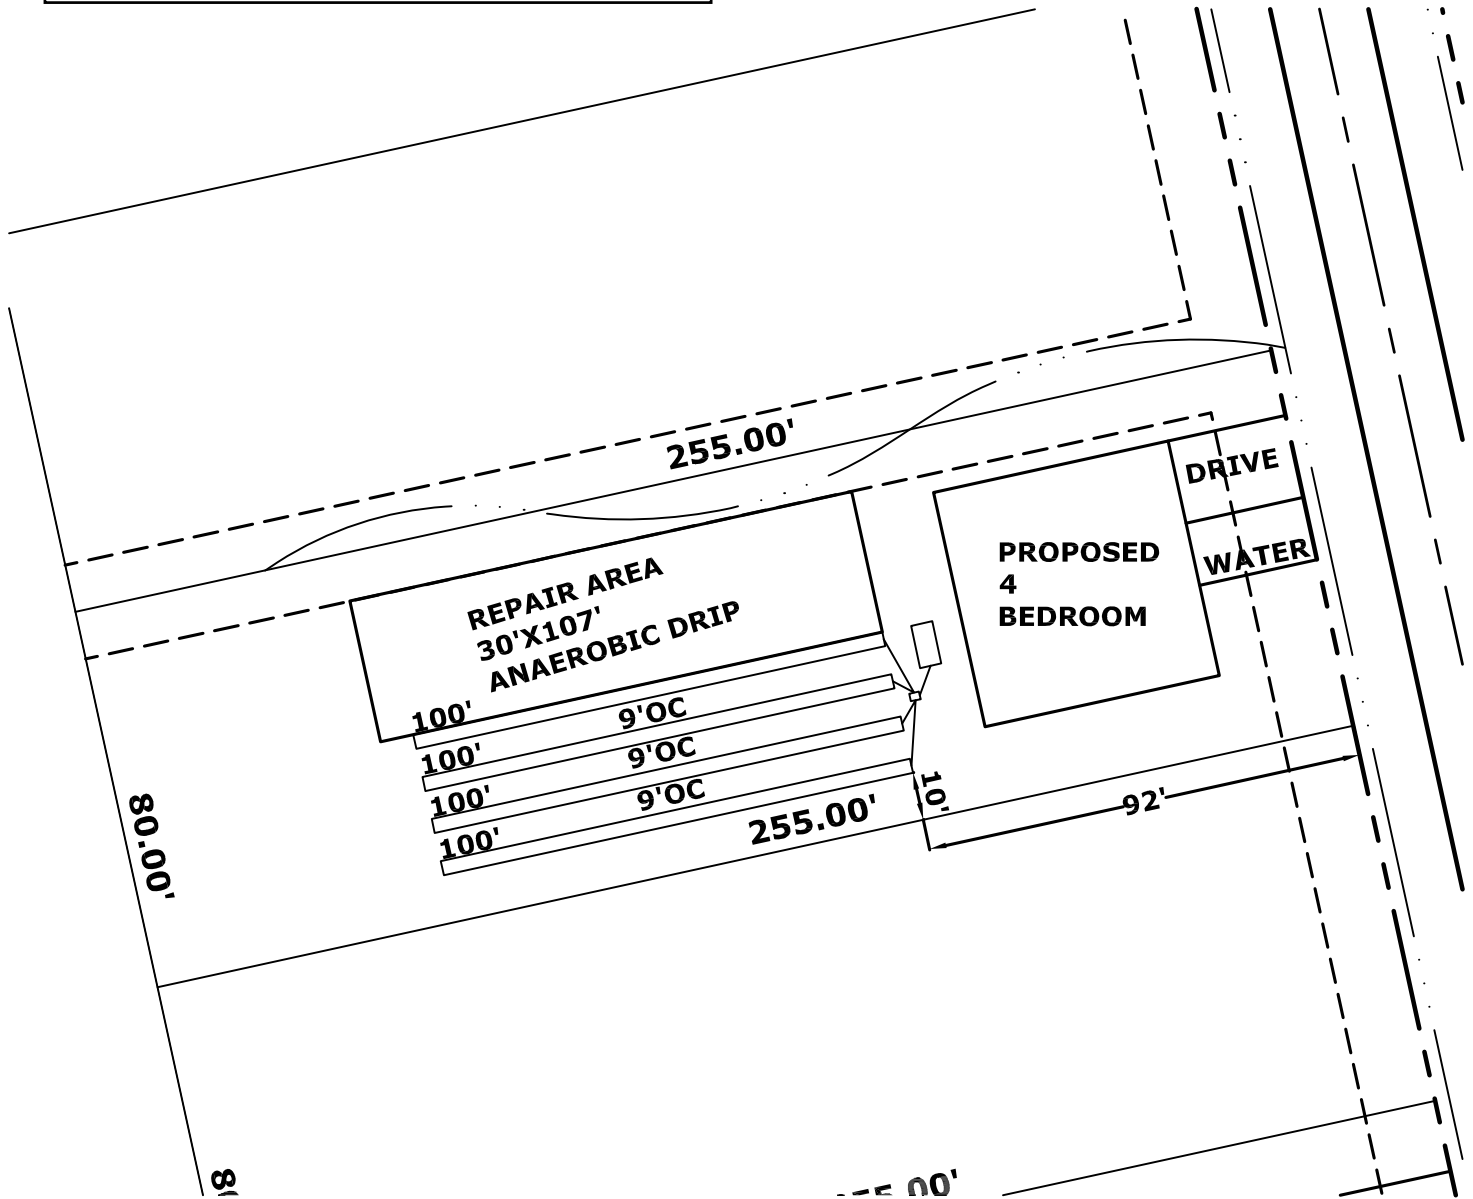 255.00'
DRIVE
WATER
PROPOSED
4
BEDROOM
REPAIR AREA
30'X107'
ANAEROBIC DRIP
100'
9'OC
100'
9'OC
100'
9'OC
100'
10'
92'
255.00'
80.00'